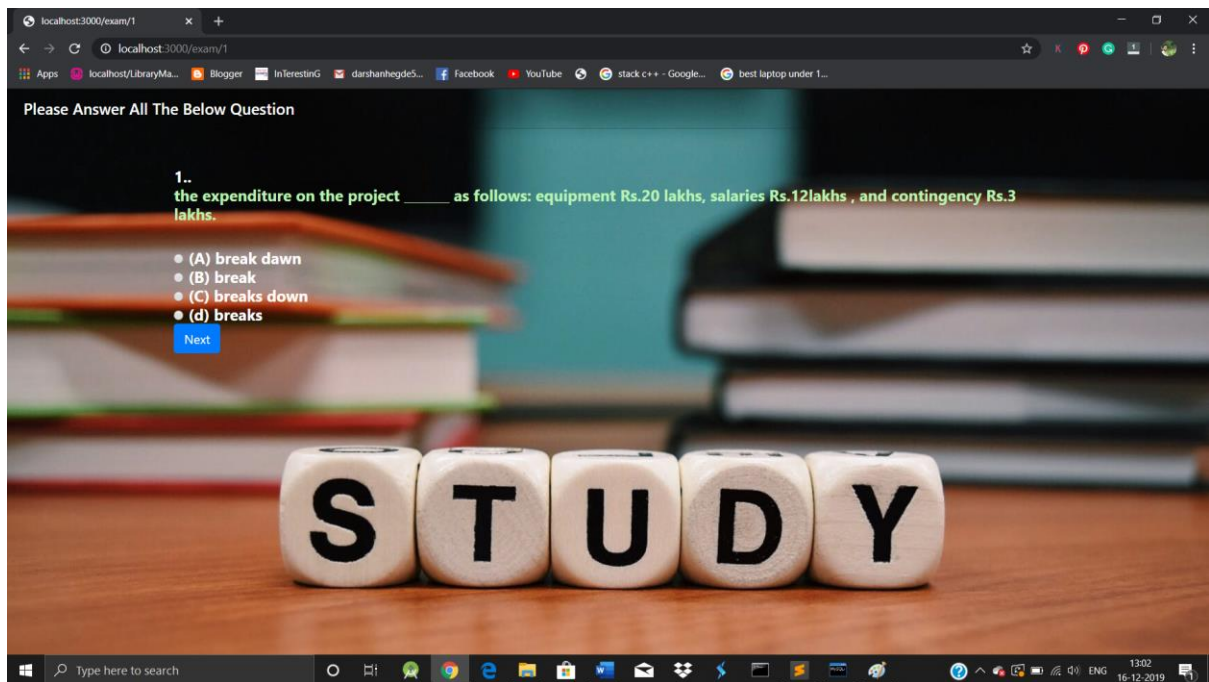 localhost:3000/exam/1
localhost:3000/exam/1
Apps localhost/LibraryMa... Blogger InTerestinG darshanhegde5... Facebook YouTube stack c++ - Google... best laptop under 1...
Please Answer All The Below Question
1..
the expenditure on the project ______ as follows: equipment Rs.20 lakhs, salaries Rs.12lakhs , and contingency Rs.3
lakhs.
(A) break dawn
(B) break
(C) breaks down
(d) breaks
Next
STUDY
Type here to search
ENG
13:02
16-12-2019